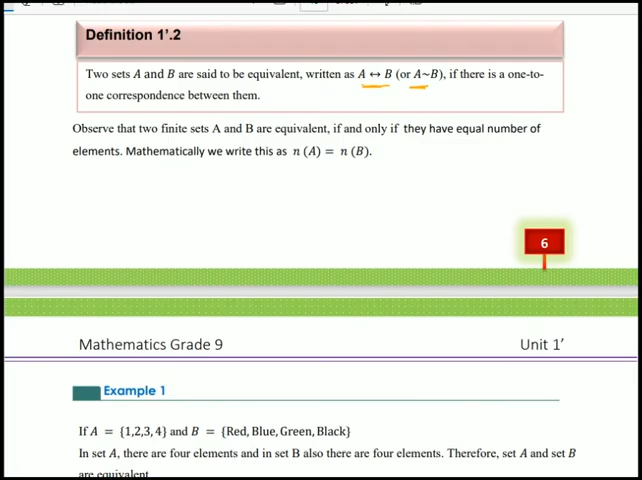 Definition 1'.2
Two sets A and B are said to be equivalent, written as A ↔ B (or A~B), if there is a one-to-
one correspondence between them.
Observe that two finite sets A and B are equivalent, if and only if they have equal number of
elements. Mathematically we write this as n (A) = n (B).
6
Mathematics Grade 9 Unit 1'
Example 1
If A = {1,2,3, 4} and B = {Red, Blue, Green, Black}
In set A, there are four elements and in set B also there are four elements. Therefore, set A and set B
are equivalent